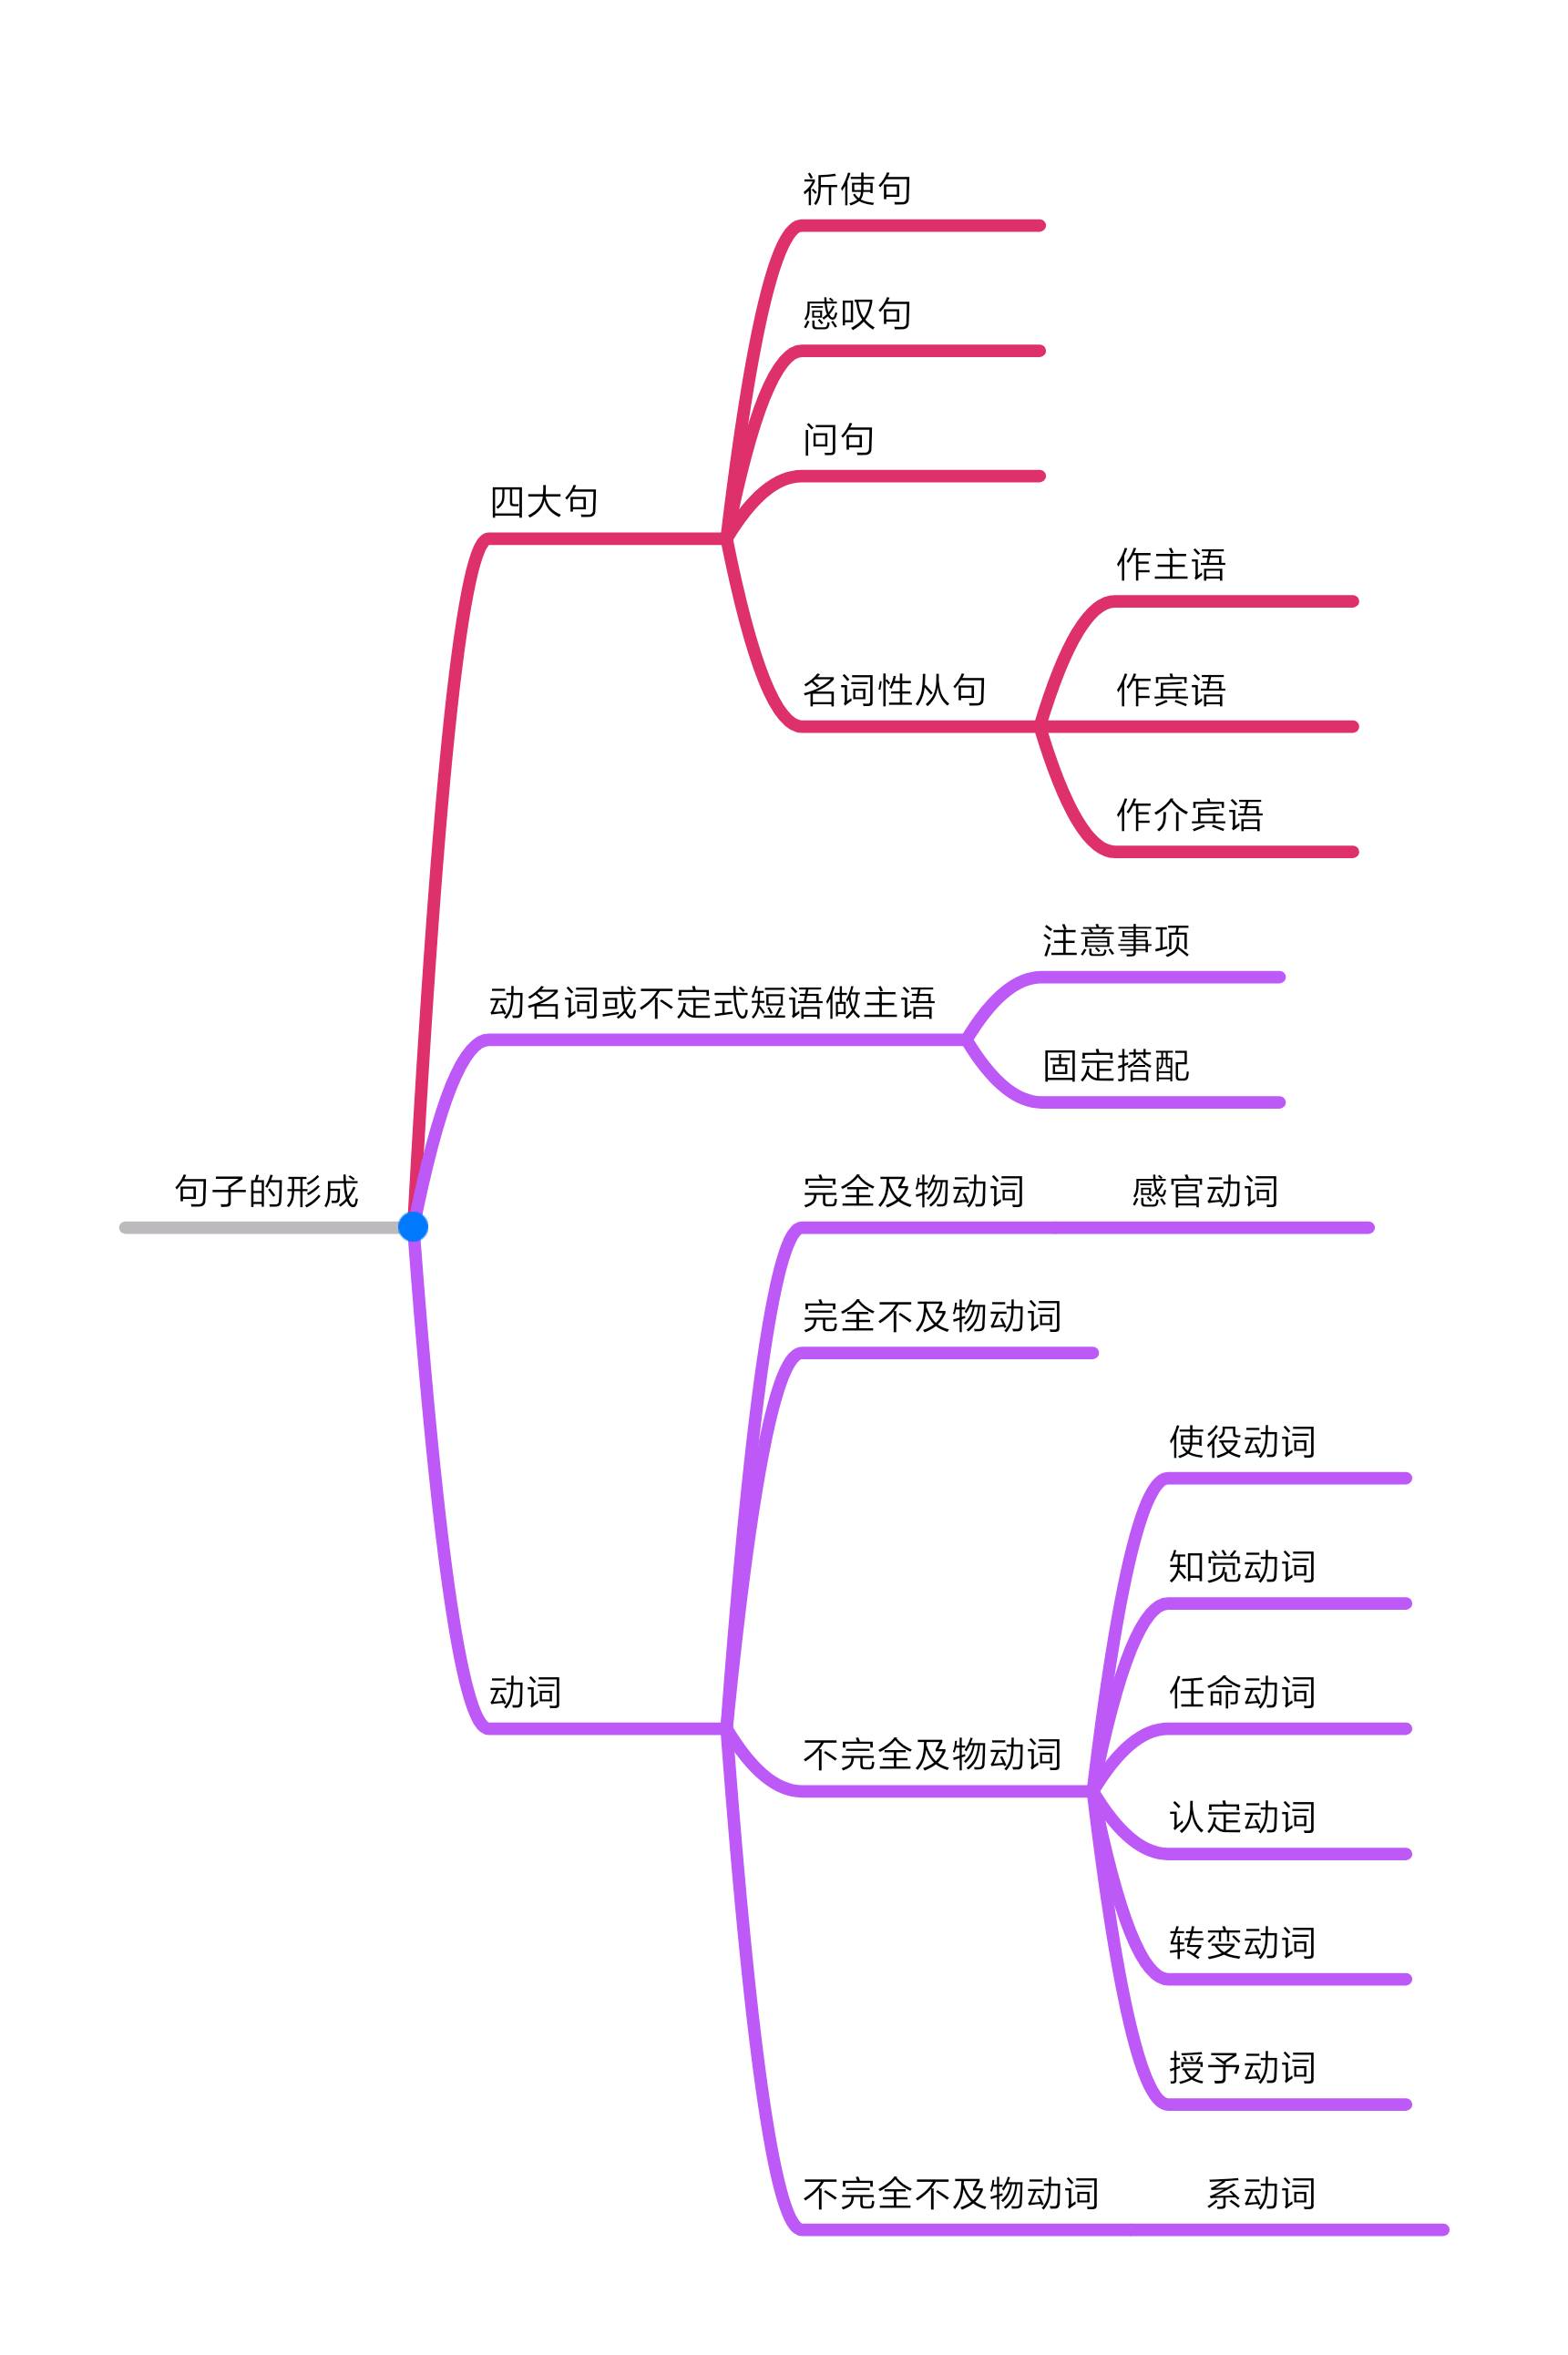 祈使句
感叹句
问句
四大句
作主语
名词性从句
作宾语
作介宾语
注意事项
动名词或不定式短语做主语
固定搭配
句子的形成
完全及物动词
感官动词
完全不及物动词
使役动词
知觉动词
动词
任命动词
不完全及物动词
认定动词
转变动词
授予动词
不完全不及物动词
系动词